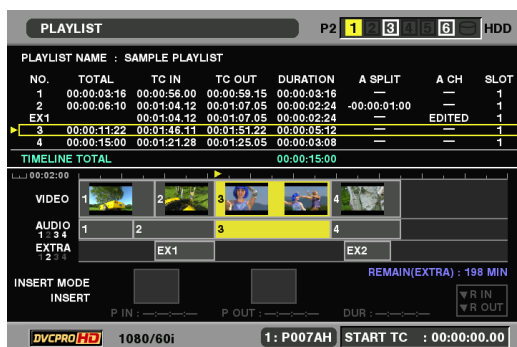 PLAYLIST P2 1 2 3 4 5 6 HDD
PLAYLIST NAME : SAMPLE PLAYLIST
NO. TOTAL TC IN TC OUT DURATION A SPLIT A CH SLOT
1 00:00:03:16 00:00:56.00 00:00:59.15 00:00:03:16 — — 1
2 00:00:06:10 00:01:04.12 00:01:07.05 00:00:02:24 -00:00:01:00 — 1
EX1 00:01:04.12 00:01:07.05 00:00:02:24 — EDITED 1
3 00:00:11:22 00:01:46.11 00:01:51.22 00:00:05:12 — — 1
4 00:00:15:00 00:01:21.28 00:01:25.05 00:00:03:08 — — 1
TIMELINE TOTAL 00:00:15:00
00:02:00
VIDEO 1 2 3 4
AUDIO 1 2 3 4
1 2 3 4
EXTRA EX1 EX2
1 2 3 4
REMAIN(EXTRA) : 198 MIN
INSERT MODE
INSERT
▼R IN
▼R OUT
P IN : —:—:—:— P OUT : —:—:—:— DUR : —:—:—:—
DVCPRO HD 1080/60i 1 : P007AH START TC : 00:00:00.00